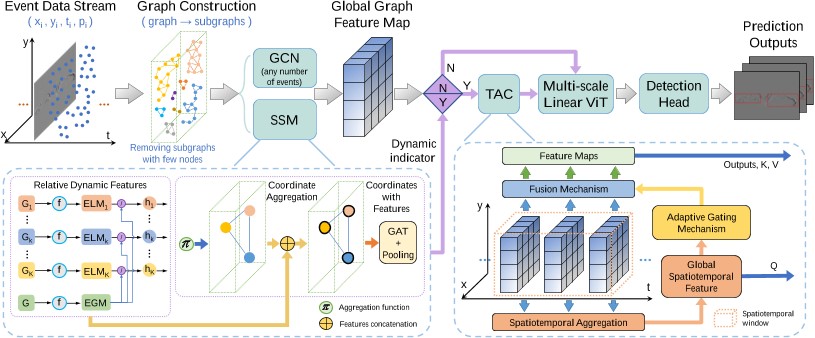 Event Data Stream
( xᵢ , yᵢ , tᵢ , pᵢ )
Graph Construction
(graph → subgraphs)
Global Graph
Feature Map
Prediction
Outputs
y
x
t
Removing subgraphs
with few nodes
GCN
(any number
of events)
SSM
N
N
Y
Y
TAC
Multi-scale
Linear ViT
Detection
Head
Dynamic
indicator
Relative Dynamic Features
G₁ f ELM₁ h₁
Gₖ f ELMₖ hₖ
G_K f ELM_K h_K
G f EGM
Coordinate
Aggregation
Coordinates
with Features
π
GAT
+
Pooling
π Aggregation function
Features concatenation
Feature Maps
Outputs, K, V
Fusion Mechanism
Adaptive Gating
Mechanism
y
x
t
Global
Spatiotemporal
Feature
Q
Spatiotemporal Aggregation
Spatiotemporal
window